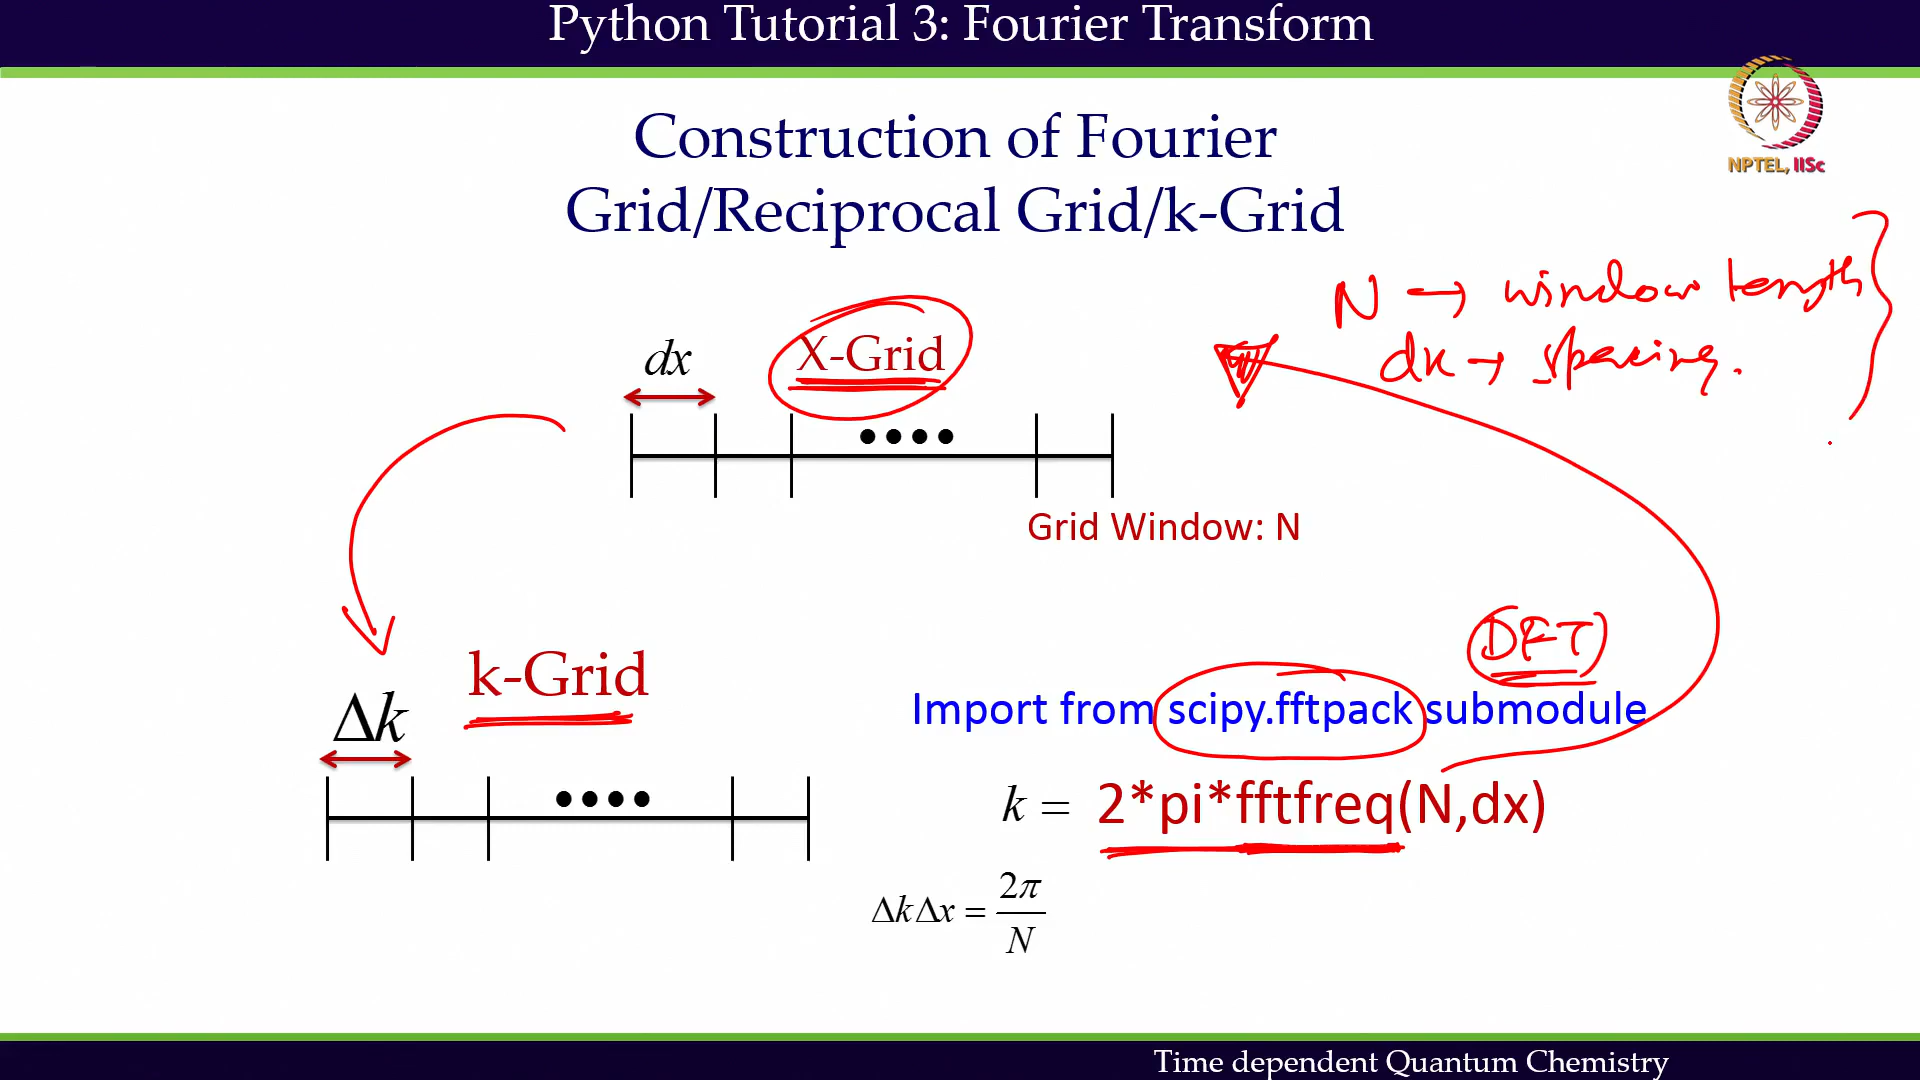 Python Tutorial 3: Fourier Transform
NPTEL, IISc
Construction of Fourier
Grid/Reciprocal Grid/k-Grid
N → window length
dx → spacing.
dx
X-Grid
Grid Window: N
k-Grid
Δk
DFT
Import from scipy.fftpack submodule
k = 2*pi*fftfreq(N,dx)
ΔkΔx = 2π/N
Time dependent Quantum Chemistry